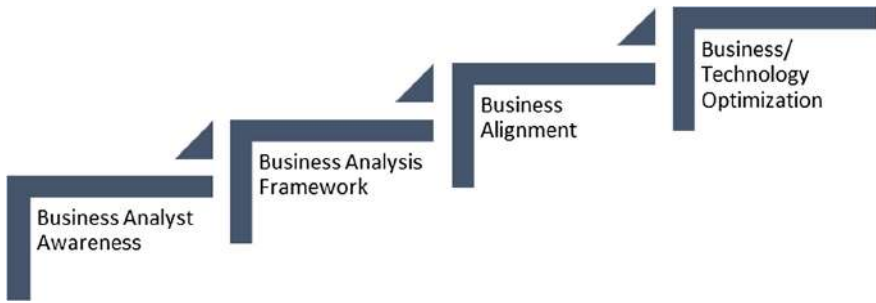 Business Analyst
Awareness
Business Analysis
Framework
Business
Alignment
Business/
Technology
Optimization